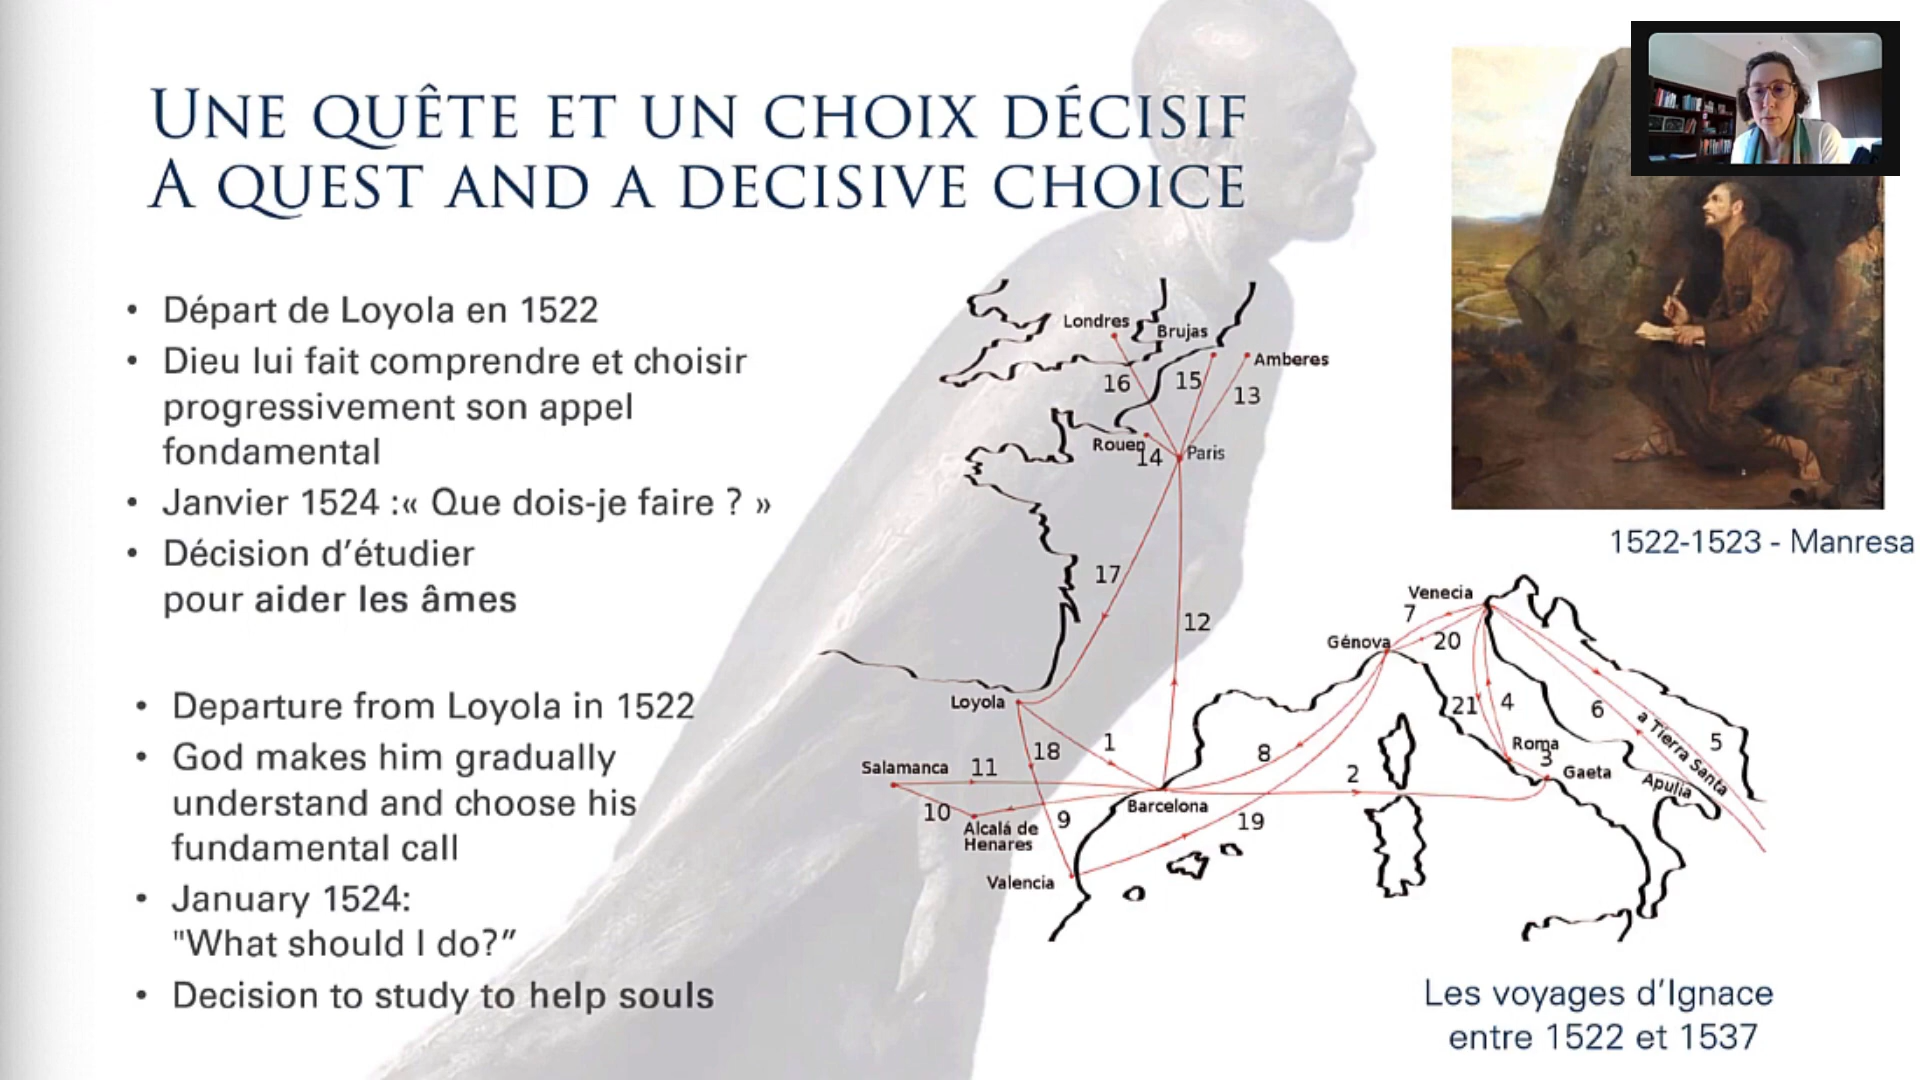 UNE QUÊTE ET UN CHOIX DÉCISIF
A QUEST AND A DECISIVE CHOICE
• Départ de Loyola en 1522
• Dieu lui fait comprendre et choisir
progressivement son appel
fondamental
• Janvier 1524 :« Que dois-je faire ? »
• Décision d’étudier
pour aider les âmes
• Departure from Loyola in 1522
• God makes him gradually
understand and choose his
fundamental call
• January 1524:
"What should I do?”
• Decision to study to help souls
Londres
Brujas
Amberes
16
15
13
Rouen
14
Paris
17
12
Loyola
18
1
Salamanca
11
10
Alcalá de
Henares
9
Barcelona
Valencia
8
2
19
Génova
7
20
Venecia
21
4
6
5
a Tierra Santa
Roma
3
Gaeta
Apulia
1522-1523 - Manresa
Les voyages d’Ignace
entre 1522 et 1537